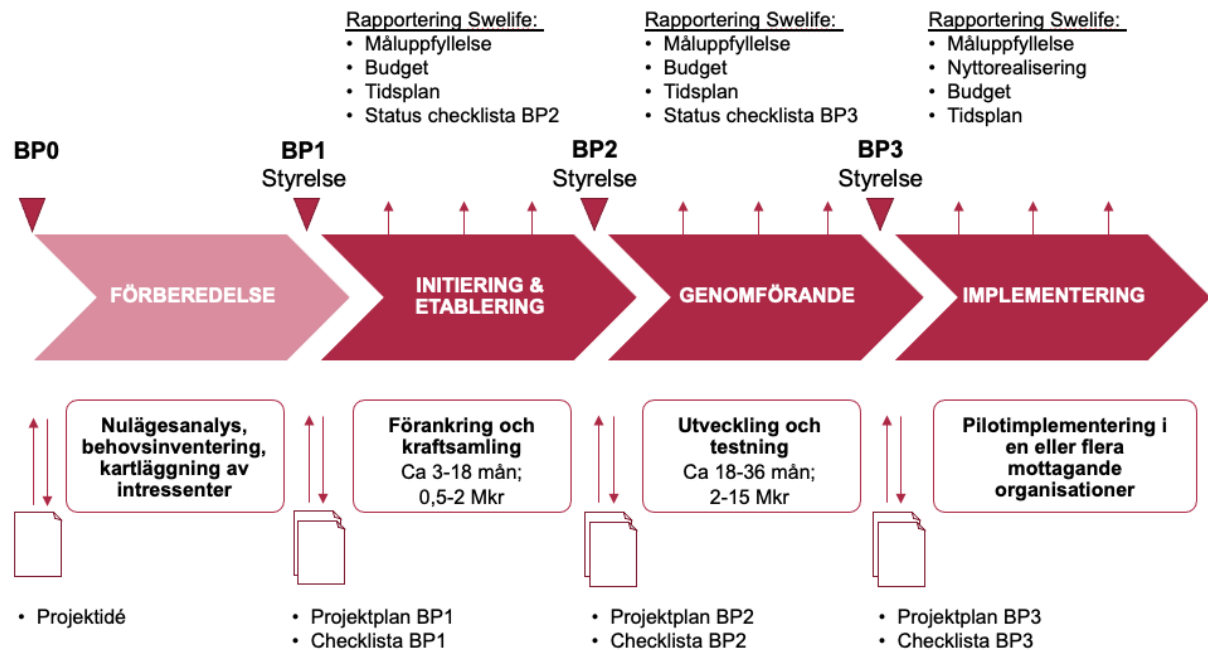 Rapportering Swelife:
• Måluppfyllelse
• Budget
• Tidsplan
• Status checklista BP2
Rapportering Swelife:
• Måluppfyllelse
• Budget
• Tidsplan
• Status checklista BP3
Rapportering Swelife:
• Måluppfyllelse
• Nyttorealisering
• Budget
• Tidsplan
BP0
BP1
Styrelse
BP2
Styrelse
BP3
Styrelse
FÖRBEREDELSE
INITIERING &
ETABLERING
GENOMFÖRANDE
IMPLEMENTERING
Nulägesanalys,
behovsinventering,
kartläggning av
intressenter
Förankring och
kraftsamling
Ca 3-18 mån;
0,5-2 Mkr
Utveckling och
testning
Ca 18-36 mån;
2-15 Mkr
Pilotimplementering i
en eller flera
mottagande
organisationer
• Projektidé
• Projektplan BP1
• Checklista BP1
• Projektplan BP2
• Checklista BP2
• Projektplan BP3
• Checklista BP3